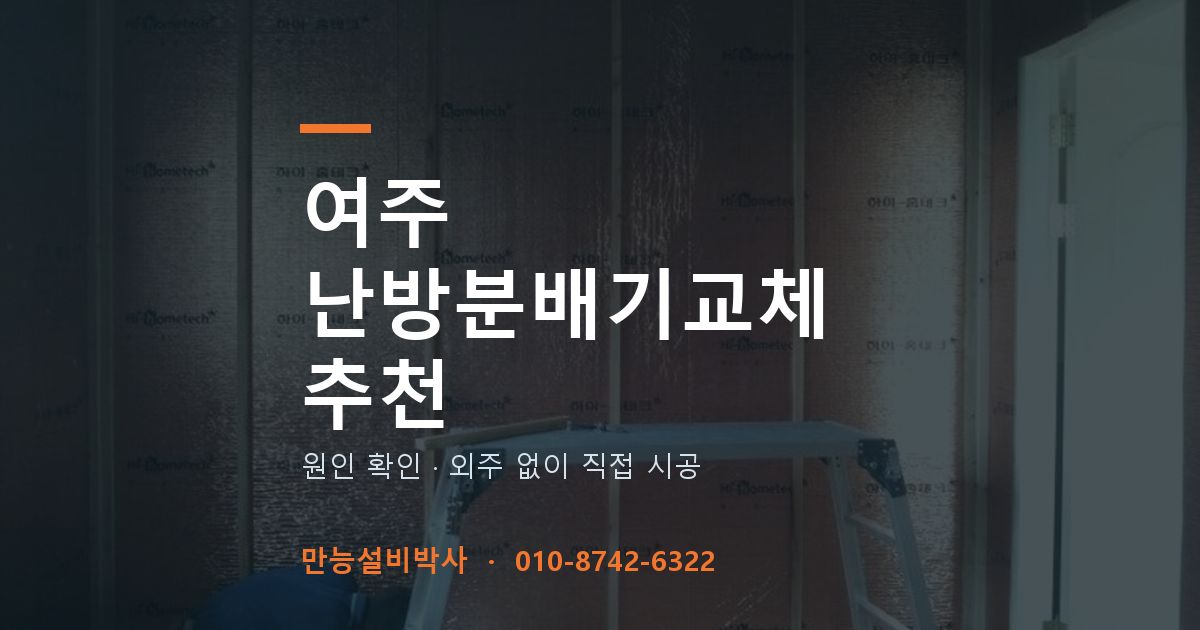 여주
난방분배기교체
추천
원인 확인 · 외주 없이 직접 시공
만능설비박사 · 010-8742-6322